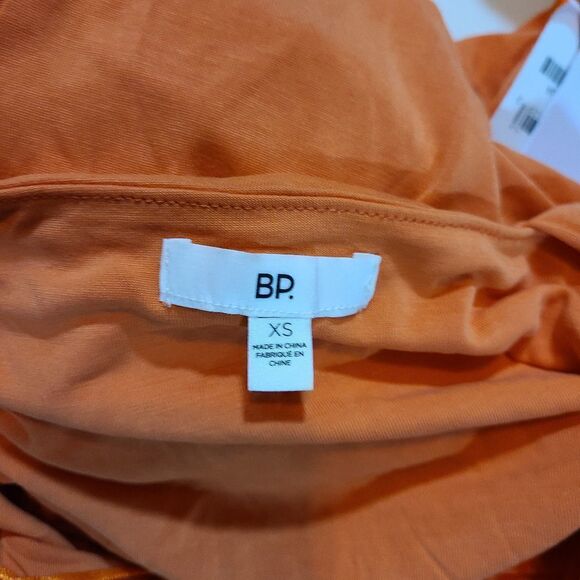 BP.
XS
MADE IN CHINA
FABRIQUÉ EN
CHINE